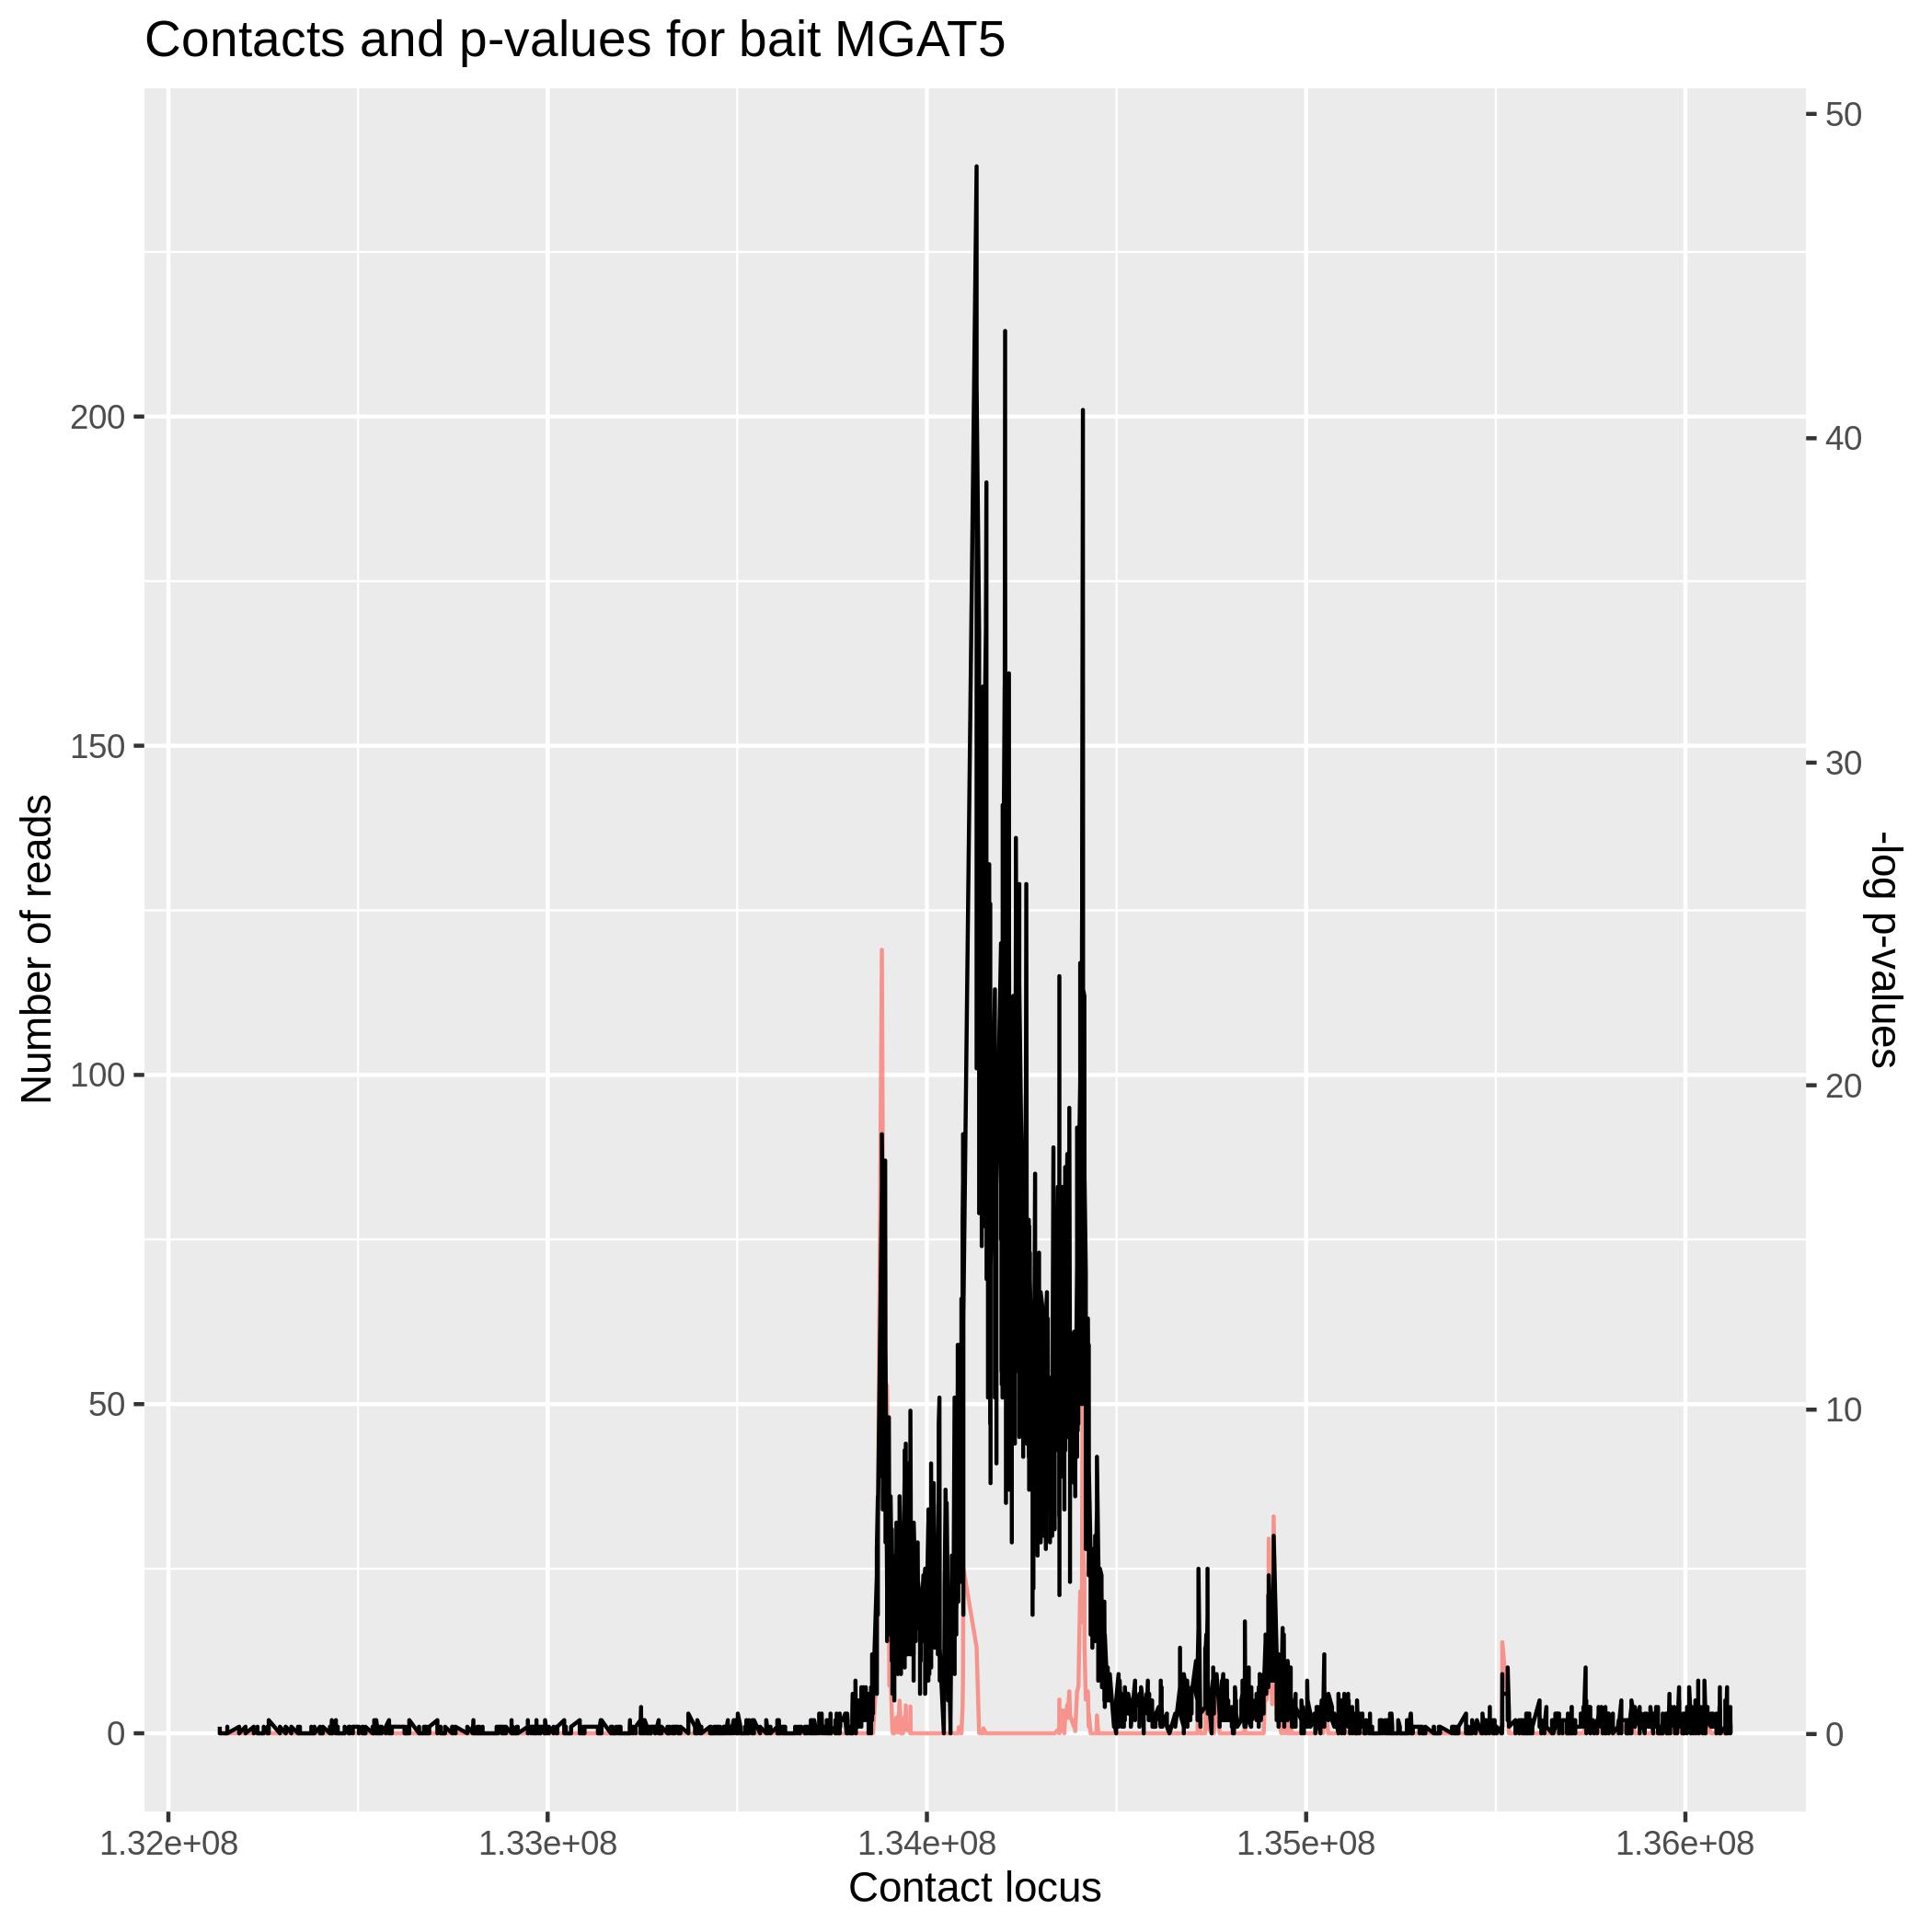 Contacts and p-values for bait MGAT5
50
200
40
150
30
100
20
50
10
0
0
Number of reads
-log p-values
1.32e+08
1.33e+08
1.34e+08
1.35e+08
1.36e+08
Contact locus